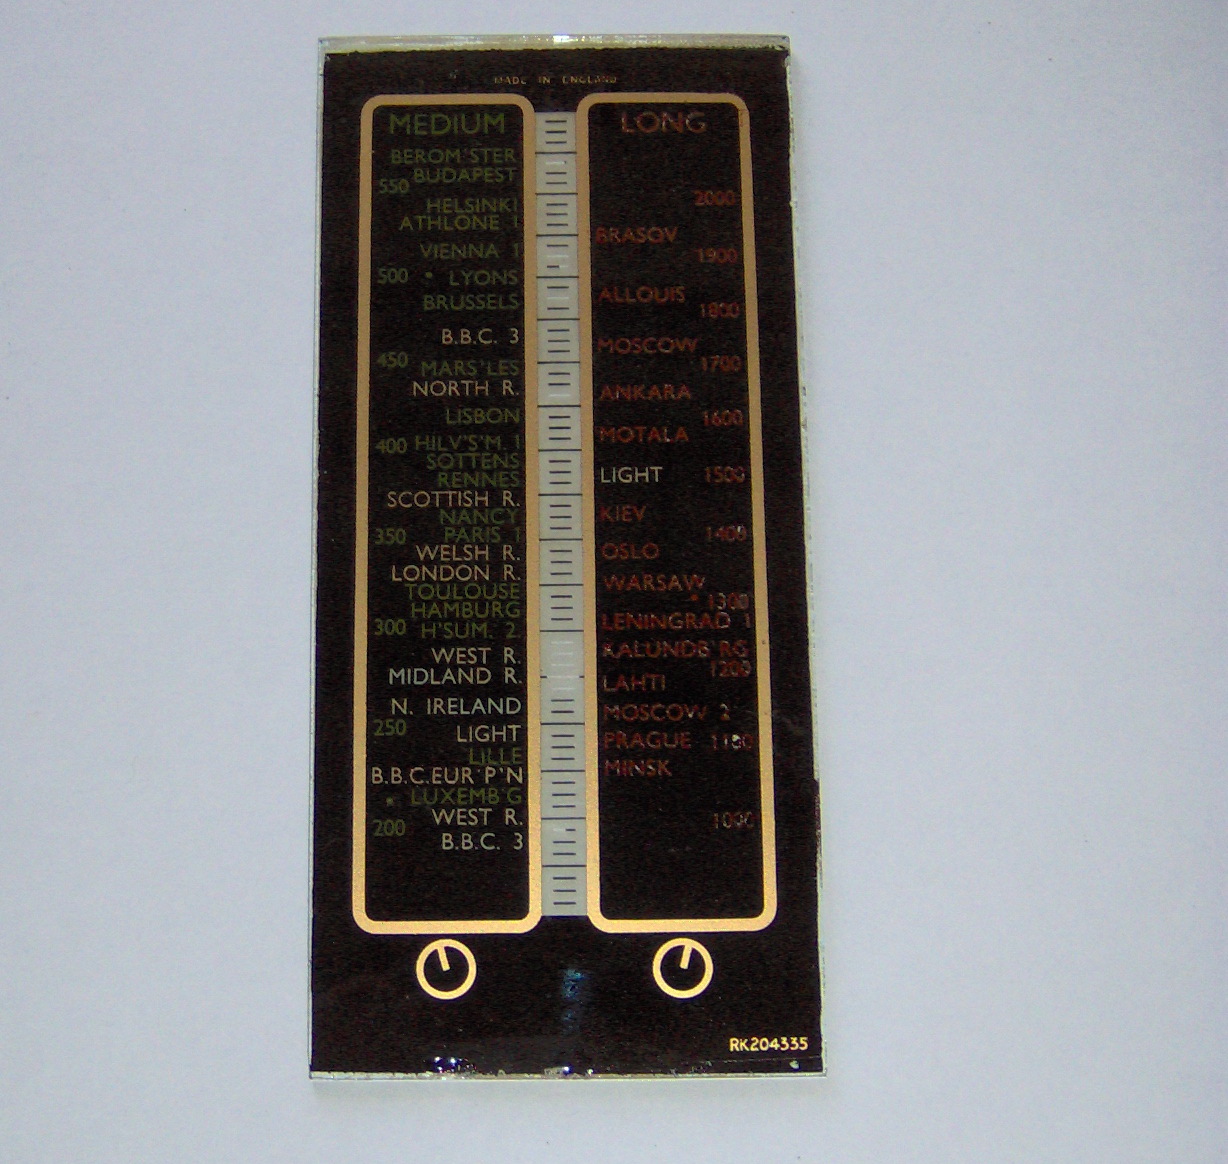 MADE IN ENGLAND
MEDIUM
BEROM'STER
BUDAPEST
550
HELSINKI
ATHLONE 1
VIENNA 1
500 • LYONS
BRUSSELS
B.B.C. 3
450
MARS'LES
NORTH R.
LISBON
400 HILV'S'M. 1
SOTTENS
RENNES
SCOTTISH R.
NANCY
350 PARIS 1
WELSH R.
LONDON R.
TOULOUSE
HAMBURG
300 H'SUM. 2
WEST R.
MIDLAND R.
N. IRELAND
250
LIGHT
LILLE
B.B.C.EUR'P'N
• LUXEMB'G
WEST R.
200
B.B.C. 3
LONG
2000
BRASOV
1900
ALLOUIS
1800
MOSCOW
1700
ANKARA
1600
MOTALA
LIGHT 1500
KIEV
1400
OSLO
WARSAW
• 1300
LENINGRAD 1
KALUNDB'RG
1200
LAHTI
MOSCOW 2
PRAGUE 1100
MINSK
1000
RK204335